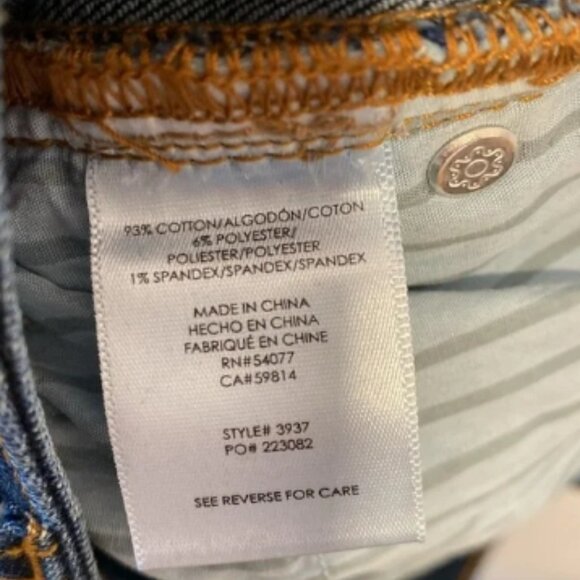 93% COTTON/ALGODÓN/COTON
6% POLYESTER/
POLIESTER/POLYESTER
1% SPANDEX/SPANDEX/SPANDEX
MADE IN CHINA
HECHO EN CHINA
FABRIQUÉ EN CHINE
RN#54077
CA#59814
STYLE# 3937
PO# 223082
SEE REVERSE FOR CARE